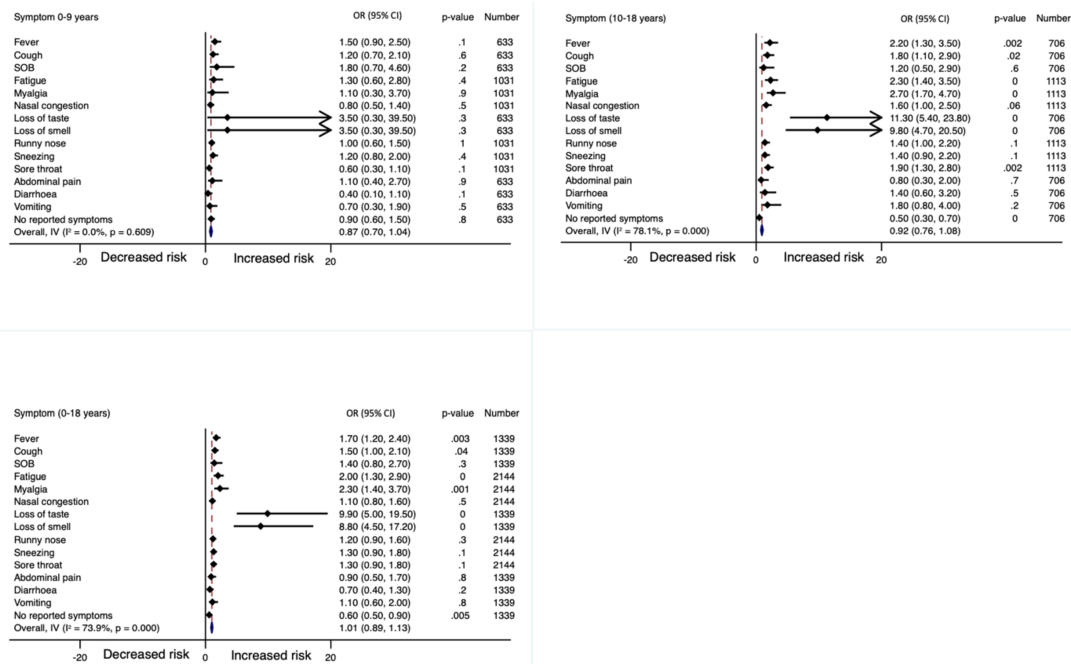 Symptom 0-9 years) OR (95% CI) p-value Number
Fever 1.50 (0.90, 2.50) .1 633
Cough 1.20 (0.70, 2.10) .6 633
SOB 1.80 (0.70, 4.60) .2 633
Fatigue 1.30 (0.60, 2.80) .4 1031
Myalgia 1.10 (0.30, 3.70) .9 1031
Nasal congestion 0.80 (0.50, 1.40) .5 1031
Loss of taste 3.50 (0.30, 39.50) .3 633
Loss of smell 3.50 (0.30, 39.50) .3 633
Runny nose 1.00 (0.60, 1.50) 1 1031
Sneezing 1.20 (0.80, 2.00) .4 1031
Sore throat 0.60 (0.30, 1.10) .1 1031
Abdominal pain 1.10 (0.40, 2.70) .9 633
Diarrhoea 0.40 (0.10, 1.10) .1 633
Vomiting 0.70 (0.30, 1.90) .5 633
No reported symptoms 0.90 (0.60, 1.50) .8 633
Overall, IV (I² = 0.0%, p = 0.609) 0.87 (0.70, 1.04)
-20 Decreased risk 0 Increased risk 20
Symptom (10-18 years) OR (95% CI) p-value Number
Fever 2.20 (1.30, 3.50) .002 706
Cough 1.80 (1.10, 2.90) .02 706
SOB 1.20 (0.50, 2.90) .6 706
Fatigue 2.30 (1.40, 3.50) 0 1113
Myalgia 2.70 (1.70, 4.70) 0 1113
Nasal congestion 1.60 (1.00, 2.50) .06 1113
Loss of taste 11.30 (5.40, 23.80) 0 706
Loss of smell 9.80 (4.70, 20.50) 0 706
Runny nose 1.40 (1.00, 2.20) .1 1113
Sneezing 1.40 (0.90, 2.20) .1 1113
Sore throat 1.90 (1.30, 2.80) .002 1113
Abdominal pain 0.80 (0.30, 2.00) .7 706
Diarrhoea 1.40 (0.60, 3.20) .5 706
Vomiting 1.80 (0.80, 4.00) .2 706
No reported symptoms 0.50 (0.30, 0.70) 0 706
Overall, IV (I² = 78.1%, p = 0.000) 0.92 (0.76, 1.08)
-20 Decreased risk 0 Increased risk 20
Symptom (0-18 years) OR (95% CI) p-value Number
Fever 1.70 (1.20, 2.40) .003 1339
Cough 1.50 (1.00, 2.10) .04 1339
SOB 1.40 (0.80, 2.70) .3 1339
Fatigue 2.00 (1.30, 2.90) 0 2144
Myalgia 2.30 (1.40, 3.70) .001 2144
Nasal congestion 1.10 (0.80, 1.60) .5 2144
Loss of taste 9.90 (5.00, 19.50) 0 1339
Loss of smell 8.80 (4.50, 17.20) 0 1339
Runny nose 1.20 (0.90, 1.60) .3 2144
Sneezing 1.30 (0.90, 1.80) .1 2144
Sore throat 1.30 (0.90, 1.80) .1 2144
Abdominal pain 0.90 (0.50, 1.70) .8 1339
Diarrhoea 0.70 (0.40, 1.30) .2 1339
Vomiting 1.10 (0.60, 2.00) .8 1339
No reported symptoms 0.60 (0.50, 0.90) .005 1339
Overall, IV (I² = 73.9%, p = 0.000) 1.01 (0.89, 1.13)
-20 Decreased risk 0 Increased risk 20